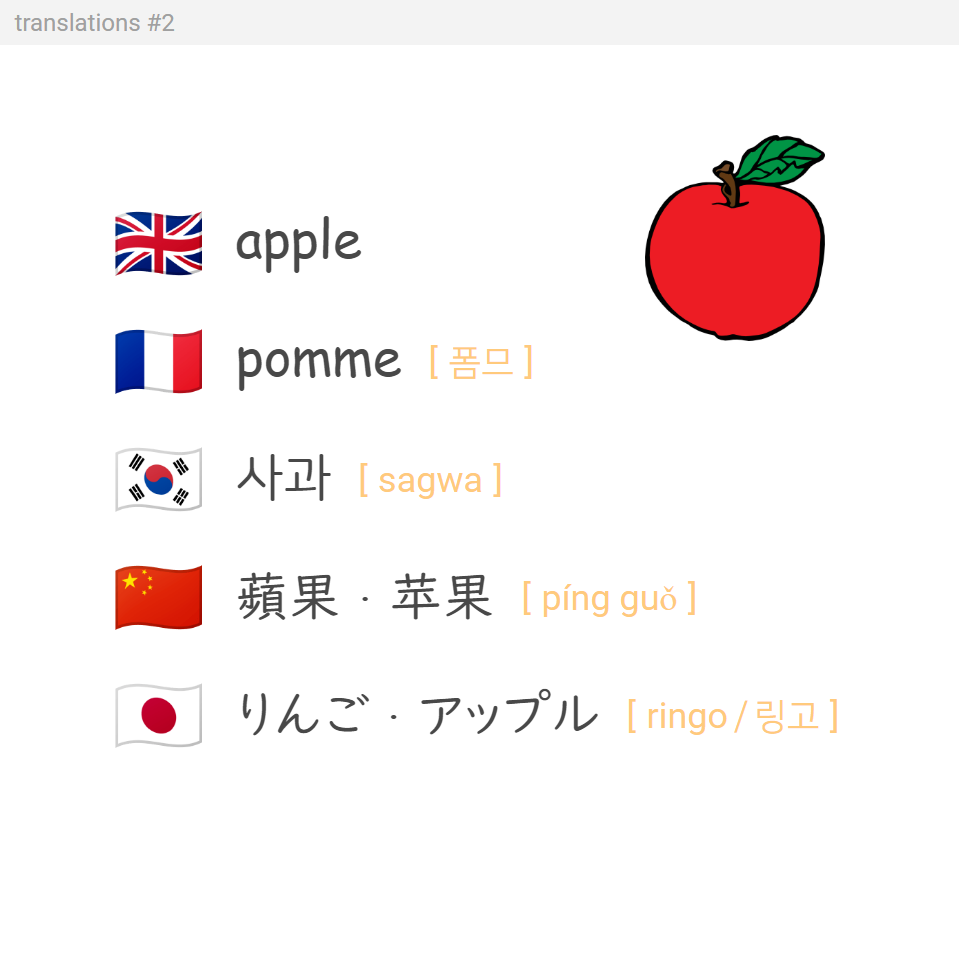 translations #2
apple
pomme [ 폼므 ]
사과 [ sagwa ]
蘋果 · 苹果 [ píng guǒ ]
りんご · アップル [ ringo / 링고 ]